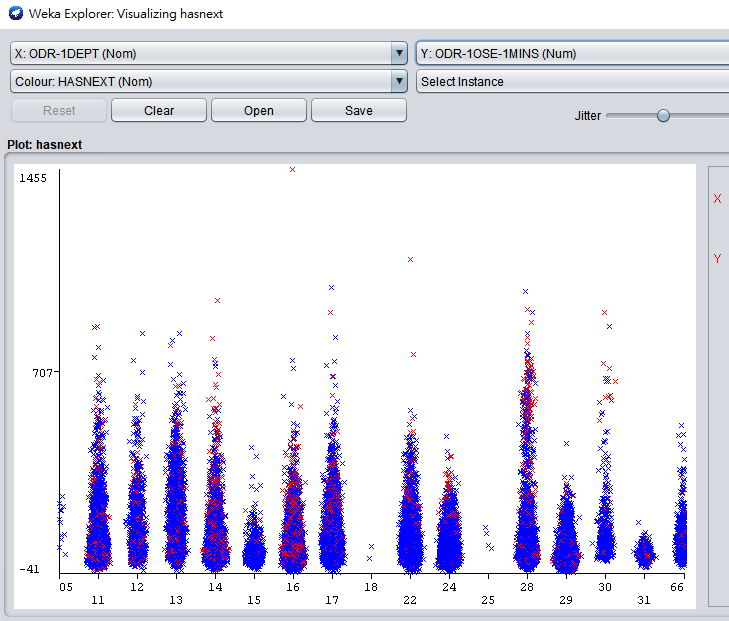 Weka Explorer: Visualizing hasnext
X: ODR-1DEPT (Nom)
Y: ODR-1OSE-1MINS (Num)
Colour: HASNEXT (Nom)
Select Instance
Reset
Clear
Open
Save
Jitter
Plot: hasnext
1455
707
-41
X
Y
05 12 14 16 18 24 28 30 66
11 13 15 17 22 25 29 31